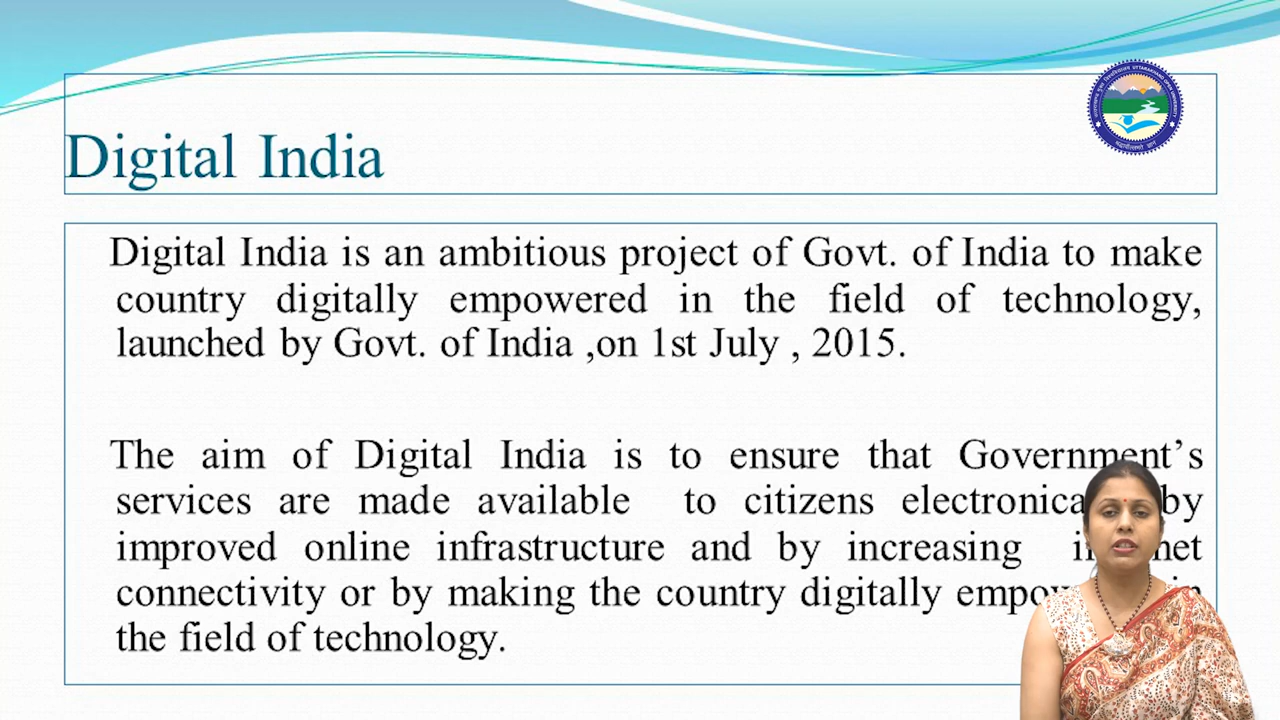 Digital India
Digital India is an ambitious project of Govt. of India to make
country digitally empowered in the field of technology,
launched by Govt. of India ,on 1st July , 2015.
The aim of Digital India is to ensure that Government's
services are made available to citizens by
improved online infrastructure and by increasing
connectivity or by making the country digitally
the field of technology.